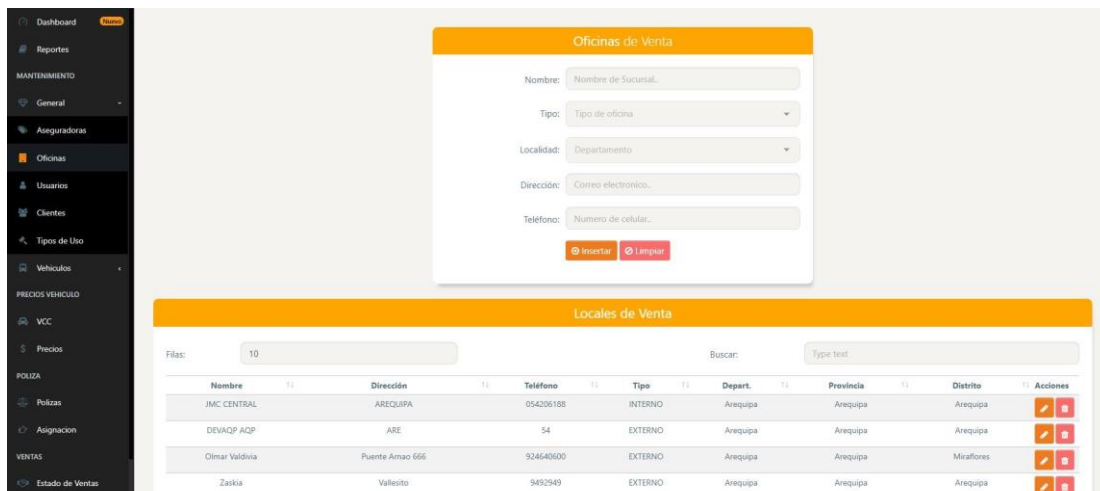 Dashboard Nuevo
Reportes
MANTENIMIENTO
General
Aseguradoras
Oficinas
Usuarios
Clientes
Tipos de Uso
Vehiculos
PRECIOS VEHICULO
VCC
Precios
POLIZA
Polizas
Asignacion
VENTAS
Estado de Ventas
Oficinas de Venta
Nombre: Nombre de Sucursal..
Tipo: Tipo de oficina
Localidad: Departamento
Dirección: Correo electronico..
Teléfono: Numero de celular..
Insertar Limpiar
Locales de Venta
Filas: 10 Buscar: Type text
Nombre Dirección Teléfono Tipo Depart. Provincia Distrito Acciones
JMC CENTRAL AREQUIPA 054206188 INTERNO Arequipa Arequipa Arequipa
DEVAQP AQP ARE 54 EXTERNO Arequipa Arequipa Arequipa
Olmar Valdivia Puente Arnao 666 924640600 EXTERNO Arequipa Arequipa Miraflores
Zaskia Vallesito 9492949 EXTERNO Arequipa Arequipa Arequipa